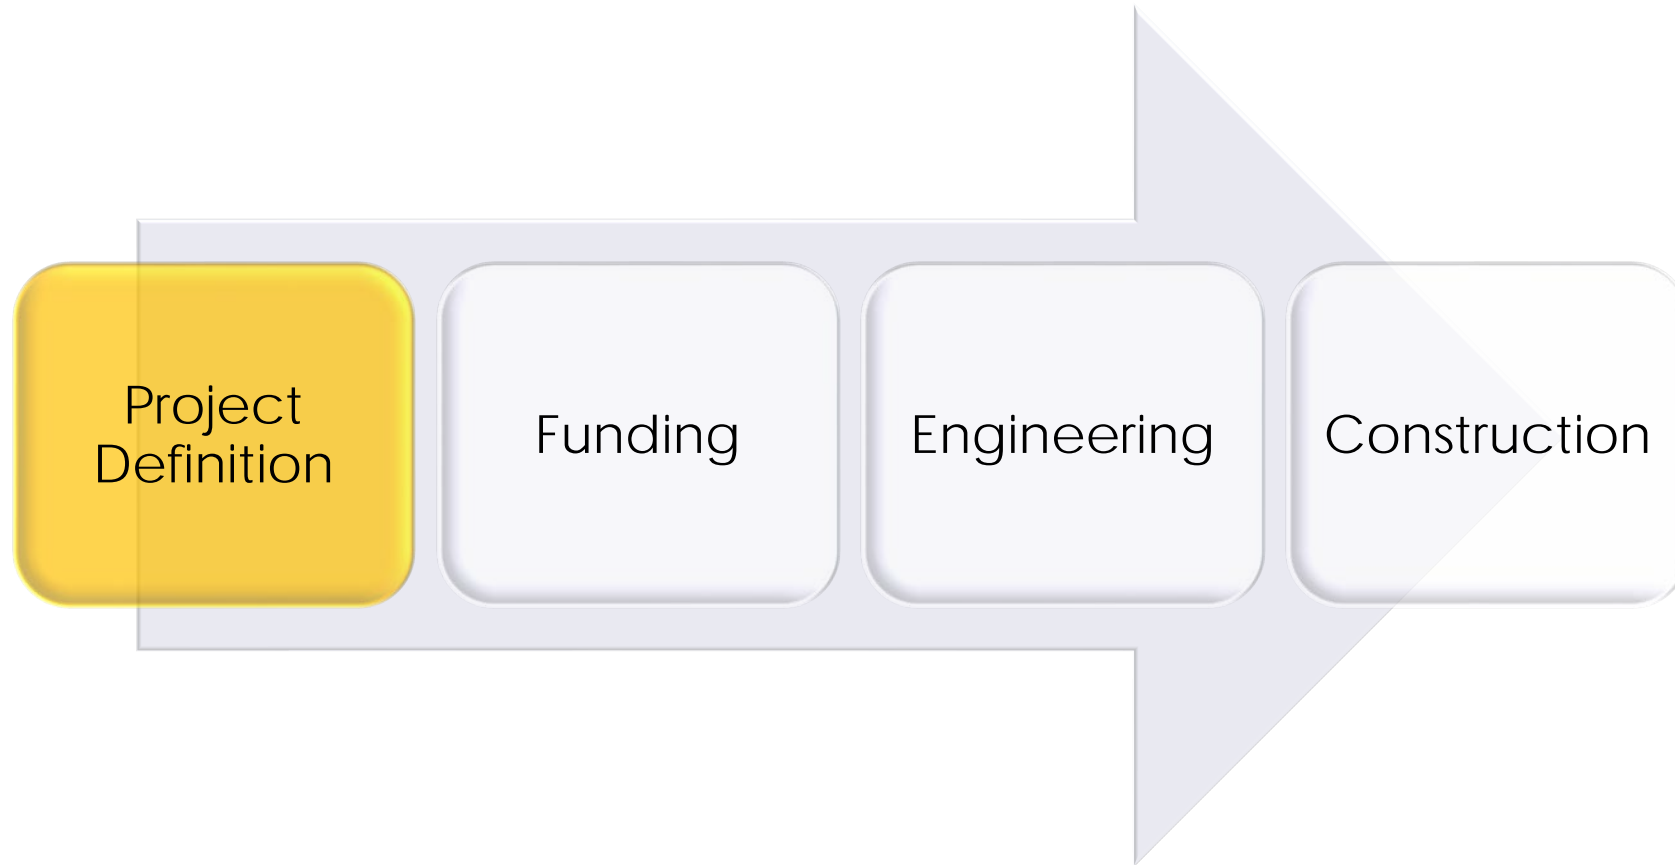 Project
Definition
Funding
Engineering
Construction